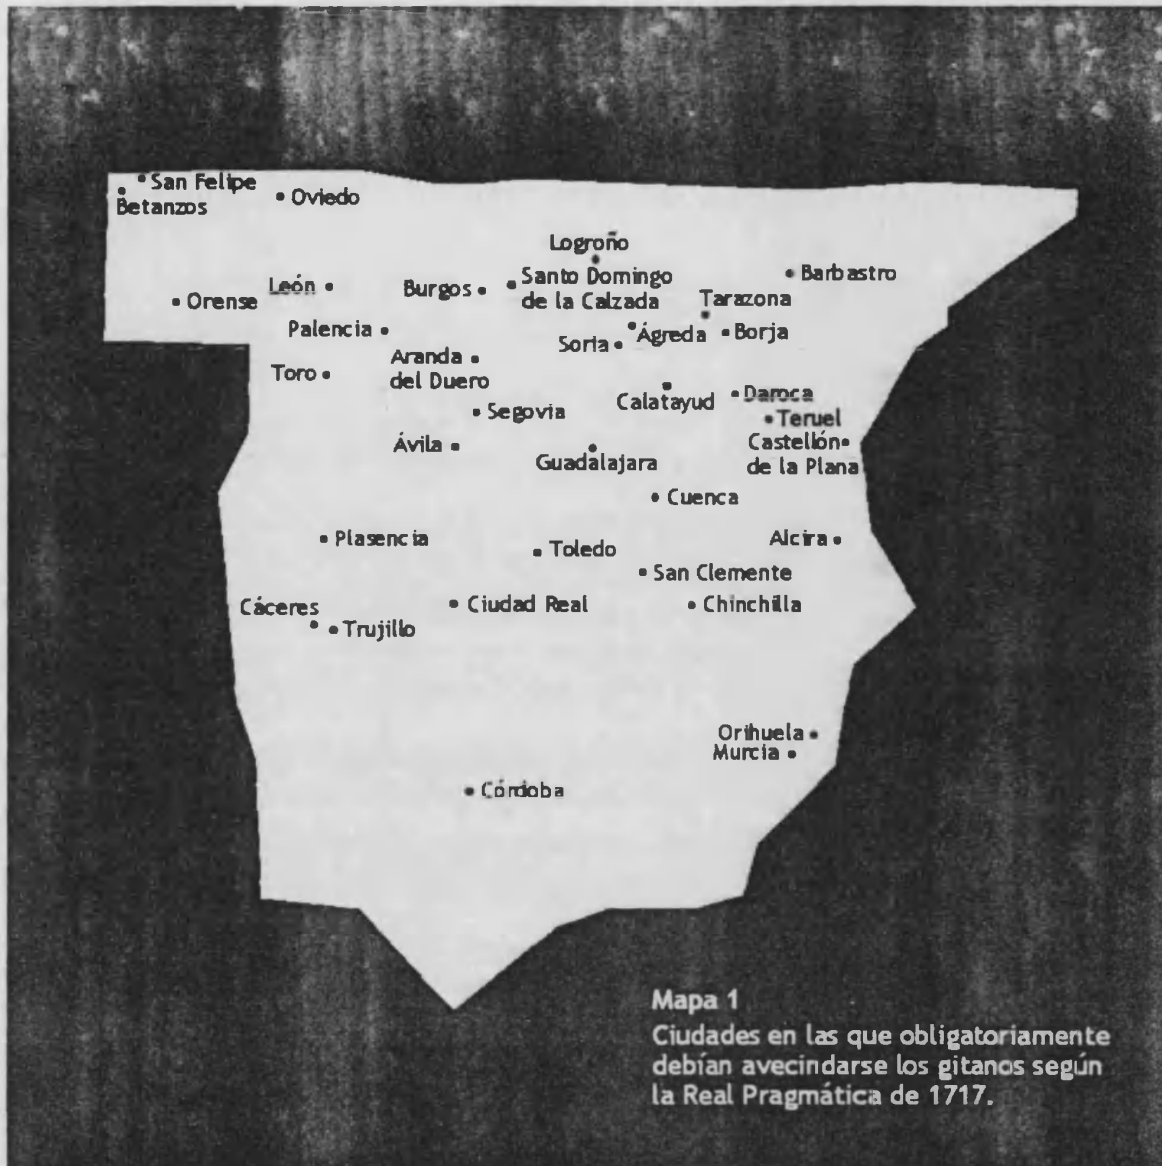 San Felipe
Betanzos
Oviedo
Logroño
Santo Domingo
de la Calzada
Burgos
León
Orense
Barbastro
Tarazona
Palencia
Soria
Ágreda
Borja
Aranda
del Duero
Toro
Calatayud
Daroca
Segovia
Teruel
Ávila
Guadalajara
Castellón
de la Plana
Cuenca
Plasencia
Toledo
Alcira
San Clemente
Cáceres
Trujillo
Ciudad Real
Chinchilla
Orihuela
Murcia
Córdoba
Mapa 1
Ciudades en las que obligatoriamente
debían avecindarse los gitanos según
la Real Pragmática de 1717.